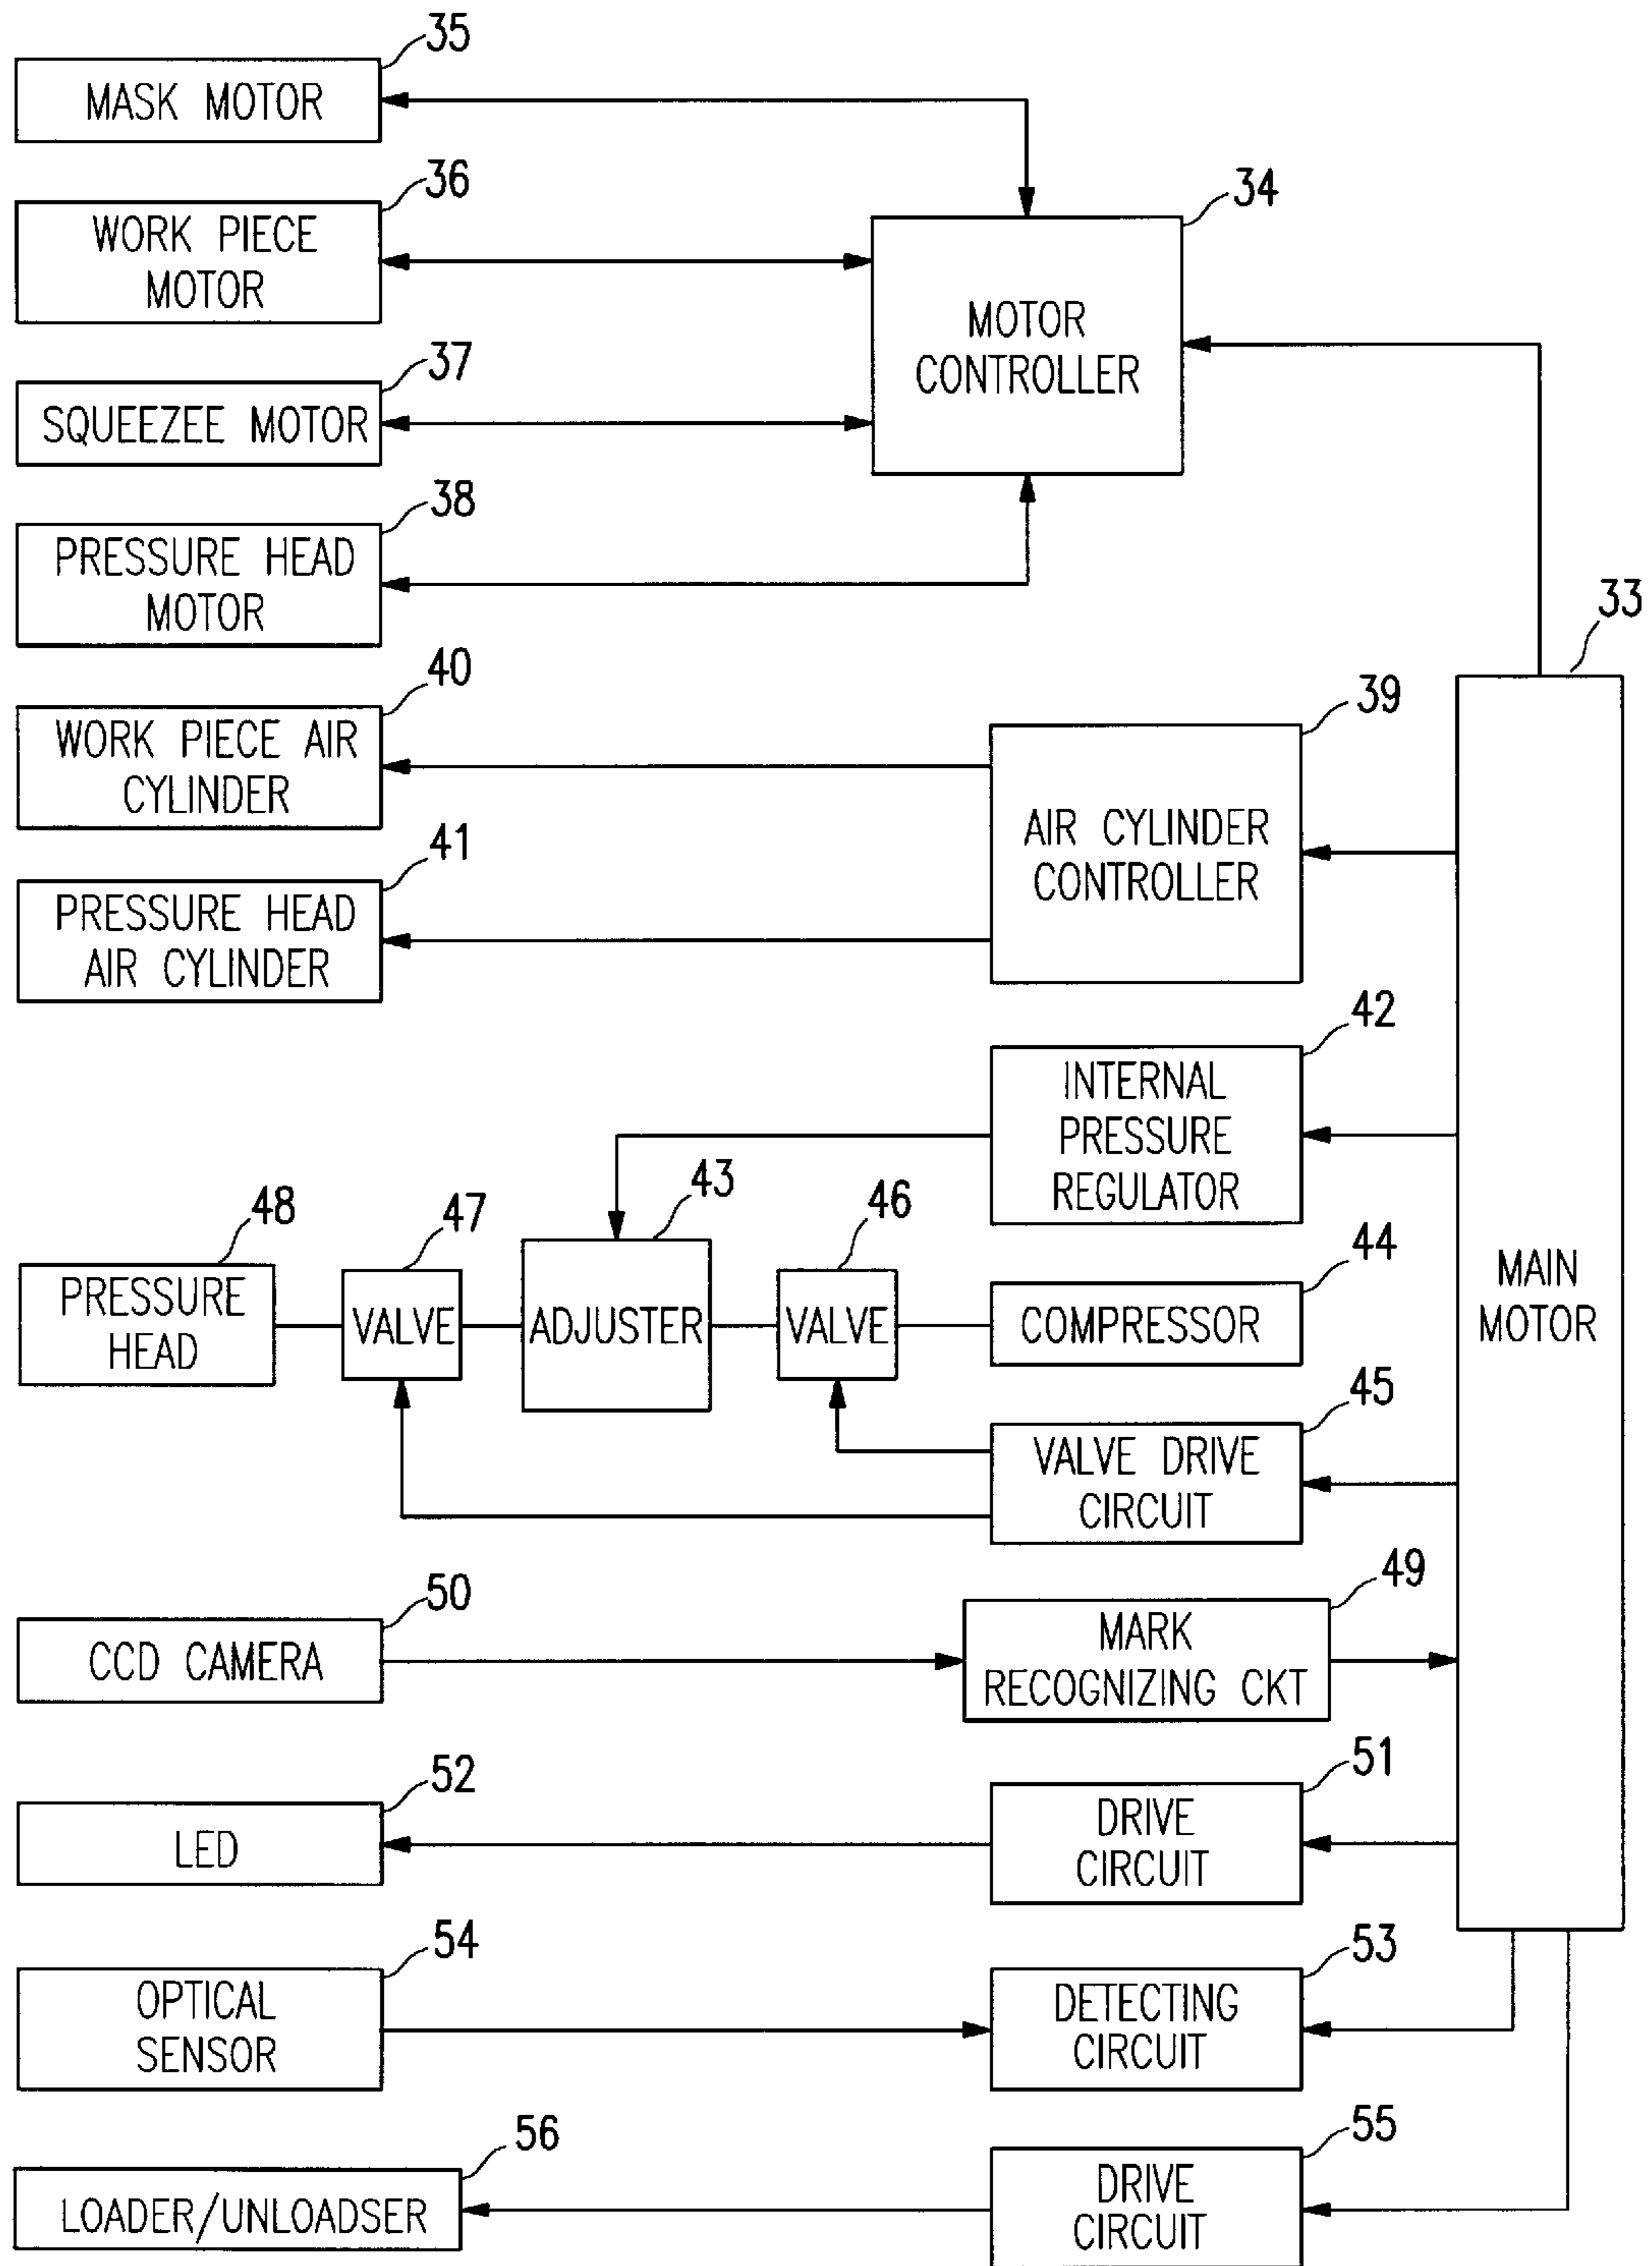 35
MASK MOTOR
36
WORK PIECE
MOTOR
34
MOTOR
CONTROLLER
37
SQUEEZEE MOTOR
38
PRESSURE HEAD
MOTOR
33
MAIN
MOTOR
40
WORK PIECE AIR
CYLINDER
39
AIR CYLINDER
CONTROLLER
41
PRESSURE HEAD
AIR CYLINDER
42
INTERNAL
PRESSURE
REGULATOR
48
PRESSURE
HEAD
47
VALVE
43
ADJUSTER
46
VALVE
44
COMPRESSOR
45
VALVE DRIVE
CIRCUIT
50
CCD CAMERA
49
MARK
RECOGNIZING CKT
52
LED
51
DRIVE
CIRCUIT
54
OPTICAL
SENSOR
53
DETECTING
CIRCUIT
56
LOADER/UNLOADSER
55
DRIVE
CIRCUIT